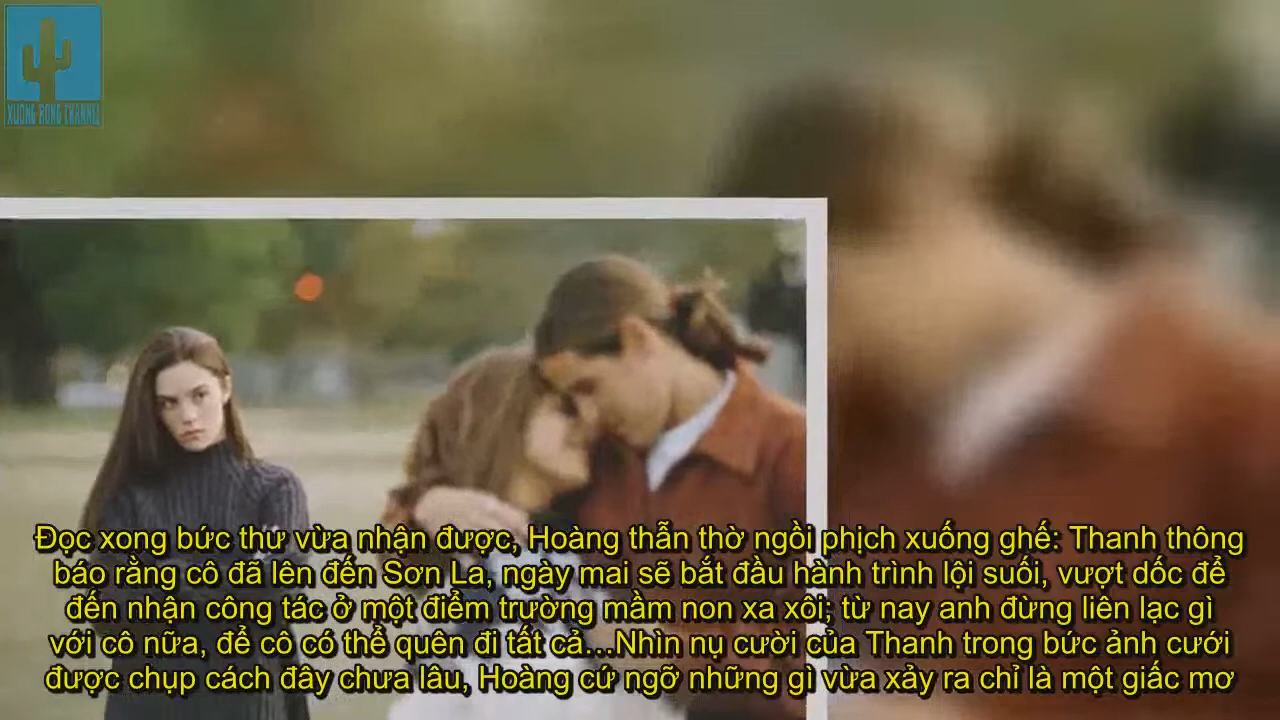 XUONG RONG CHANNEL
Đọc xong bức thư vừa nhận được, Hoàng thẫn thờ ngồi phịch xuống ghế: Thanh thông
báo rằng cô đã lên đến Sơn La, ngày mai sẽ bắt đầu hành trình lội suối, vượt dốc để
đến nhận công tác ở một điểm trường mầm non xa xôi; từ nay anh đừng liên lạc gì
với cô nữa, để cô có thể quên đi tất cả...Nhìn nụ cười của Thanh trong bức ảnh cưới
được chụp cách đây chưa lâu, Hoàng cứ ngỡ những gì vừa xảy ra chỉ là một giấc mơ